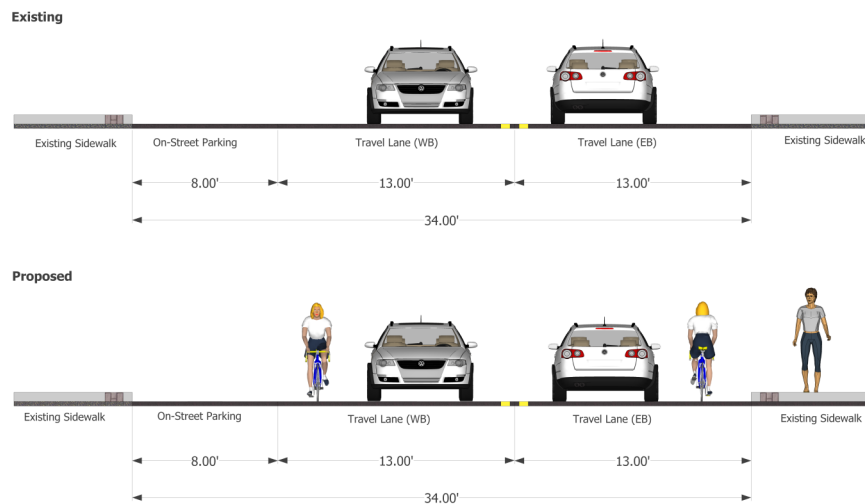 Existing
Existing Sidewalk
On-Street Parking
Travel Lane (WB)
Travel Lane (EB)
Existing Sidewalk
8.00'
13.00'
13.00'
34.00'
Proposed
Existing Sidewalk
On-Street Parking
Travel Lane (WB)
Travel Lane (EB)
Existing Sidewalk
8.00'
13.00'
13.00'
34.00'